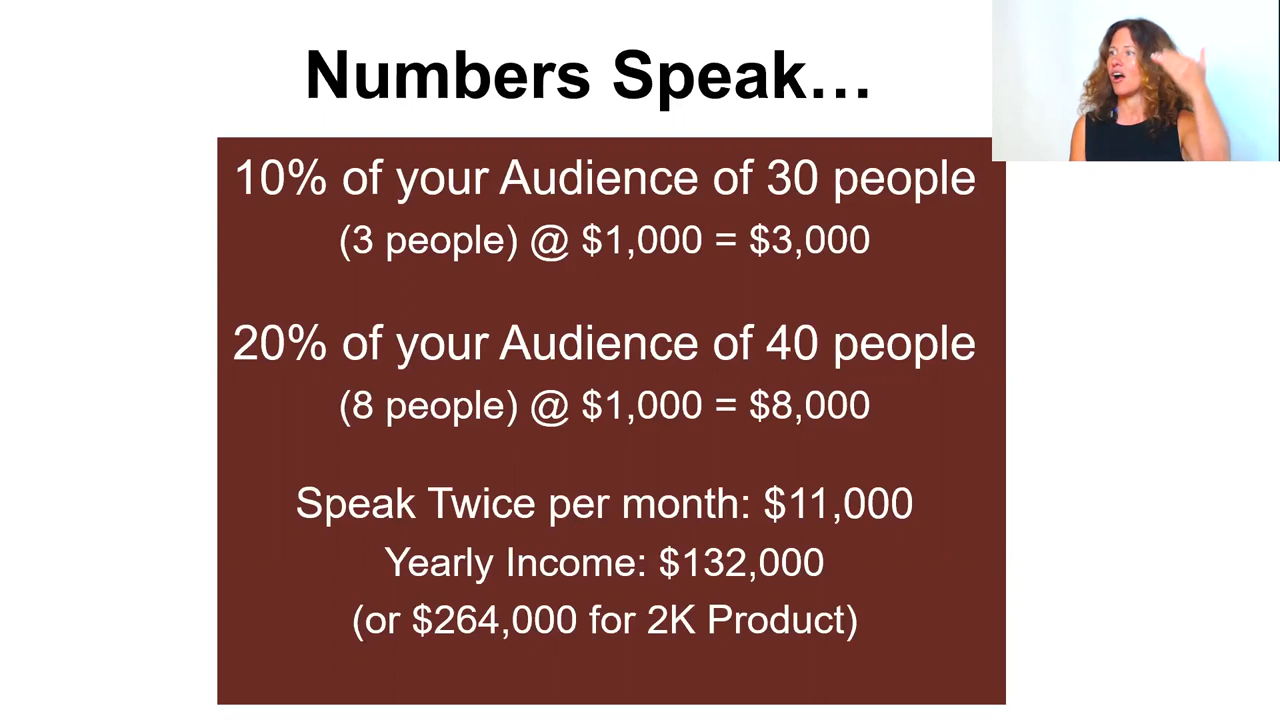 Numbers Speak…
10% of your Audience of 30 people
(3 people) @ $1,000 = $3,000
20% of your Audience of 40 people
(8 people) @ $1,000 = $8,000
Speak Twice per month: $11,000
Yearly Income: $132,000
(or $264,000 for 2K Product)